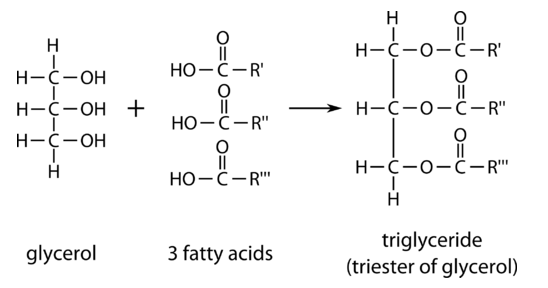 H
H–C–OH
H–C–OH
H–C–OH
H
+
O
HO–C–R'
O
HO–C–R"
O
HO–C–R'"
H
O
H–C–O–C–R'
O
H–C–O–C–R"
O
H–C–O–C–R'"
H
glycerol
3 fatty acids
triglyceride
(triester of glycerol)